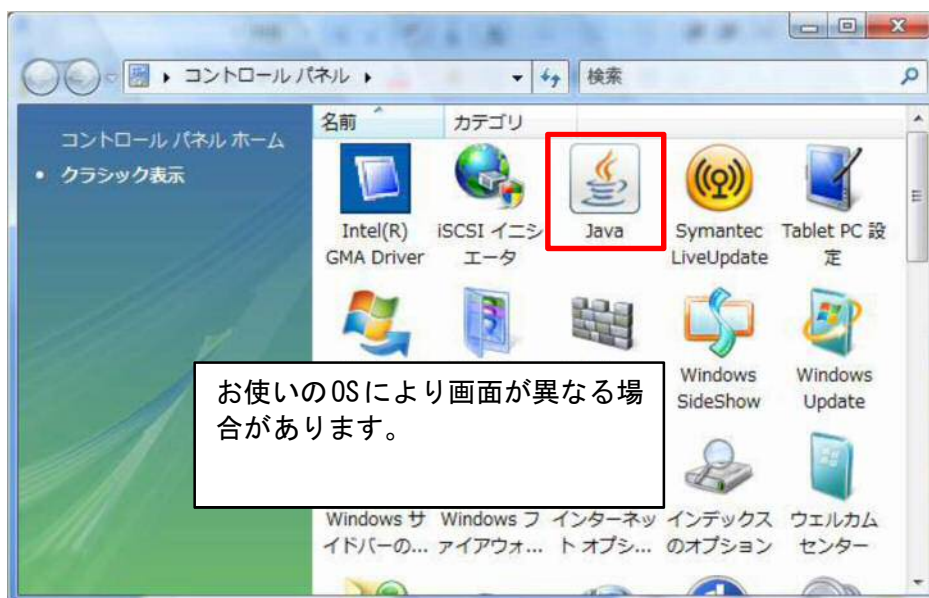 コントロール パネル
検索
コントロール パネル ホーム
• クラシック表示
名前 カテゴリ
Intel(R)
GMA Driver
iSCSI イニシ
エータ
Java
Symantec
LiveUpdate
Tablet PC 設
定
お使いのOSにより画面が異なる場
合があります。
Windows
SideShow
Windows
Update
Windows サ
イドバーの...
Windows フ
ァイアウォ...
インターネッ
ト オプシ...
インデックス
のオプション
ウェルカム
センター